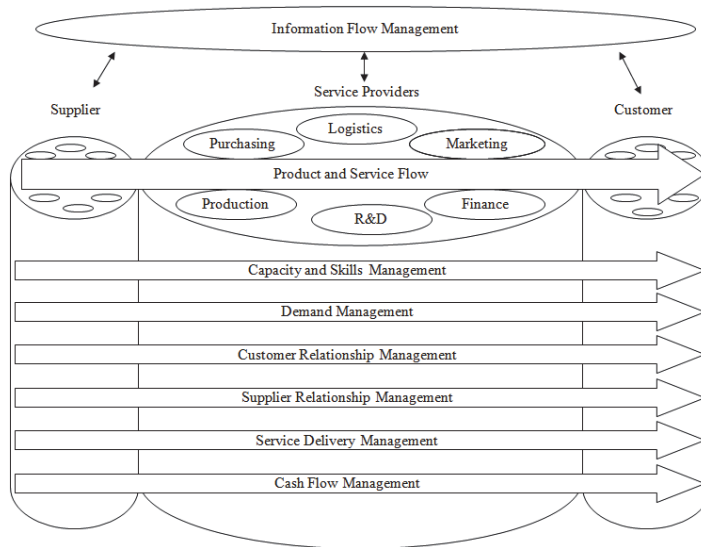 Information Flow Management
Service Providers
Supplier
Customer
Logistics
Purchasing
Marketing
Product and Service Flow
Production
Finance
R&D
Capacity and Skills Management
Demand Management
Customer Relationship Management
Supplier Relationship Management
Service Delivery Management
Cash Flow Management